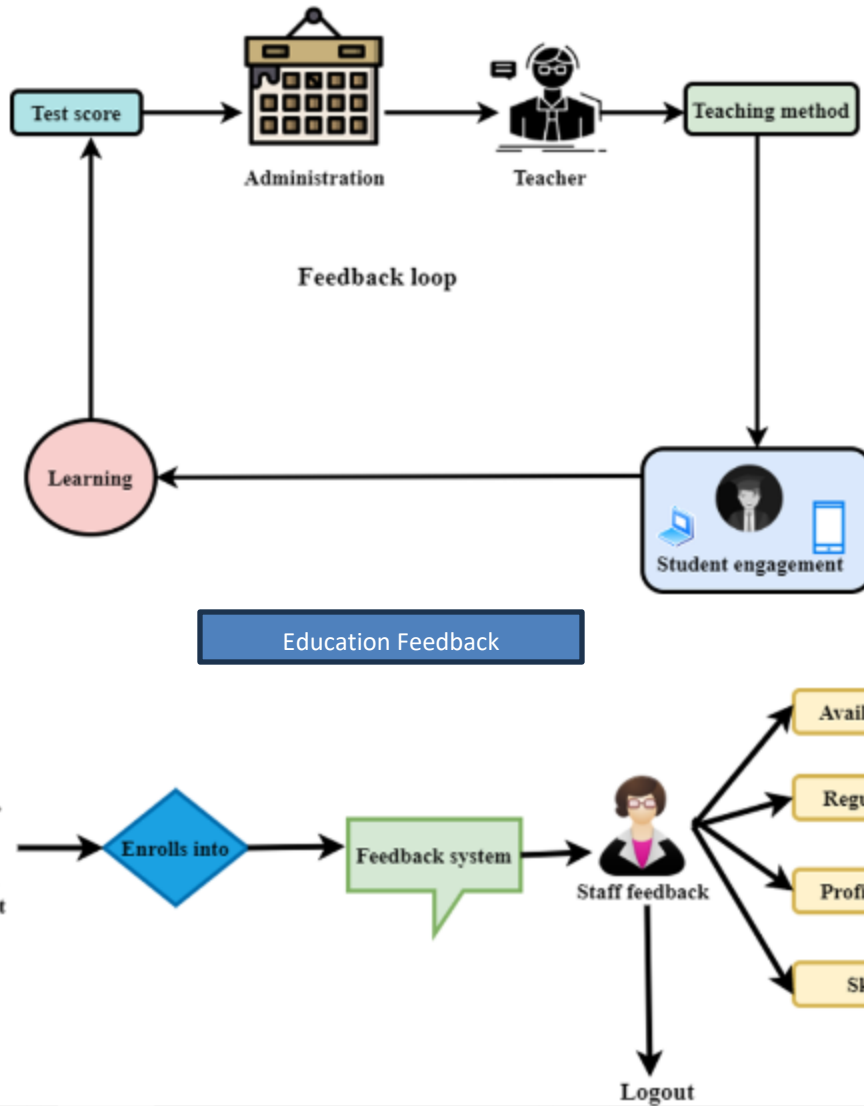 Test score
Administration
Teacher
Teaching method
Feedback loop
Learning
Student engagement
Education Feedback
Enrolls into
Feedback system
Staff feedback
Logout